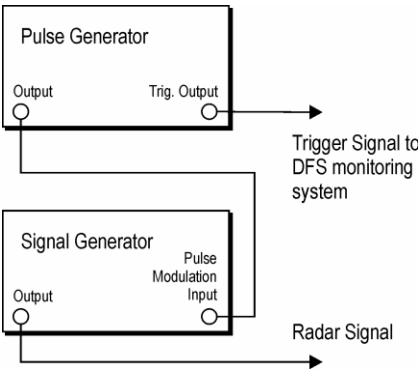 Pulse Generator
Output
Trig. Output
Trigger Signal to
DFS monitoring
system
Signal Generator
Pulse
Modulation
Input
Output
Radar Signal